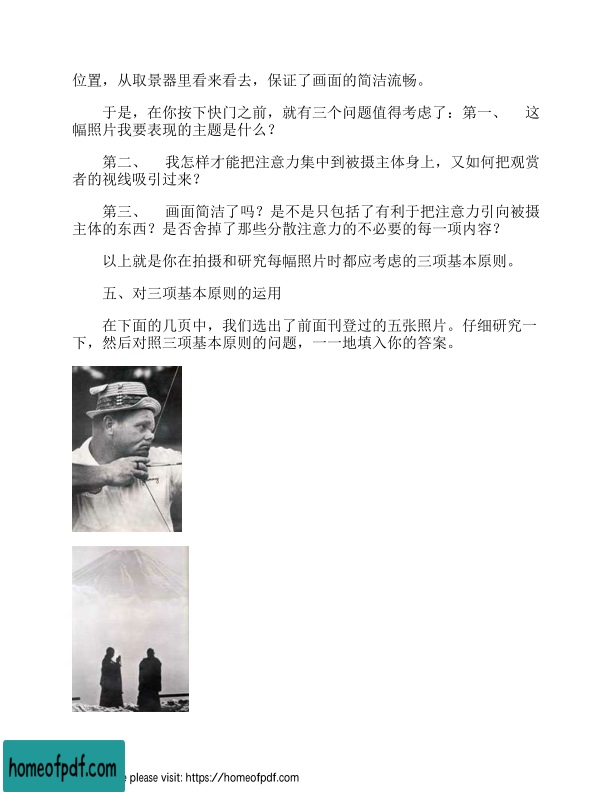 位置，从取景器里看来看去，保证了画面的简洁流畅。
于是，在你按下快门之前，就有三个问题值得考虑了：第一、 这
幅照片我要表现的主题是什么？
第二、 我怎样才能把注意力集中到被摄主体身上，又如何把观赏
者的视线吸引过来？
第三、 画面简洁了吗？是不是只包括了有利于把注意力引向被摄
主体的东西？是否舍掉了那些分散注意力的不必要的每一项内容？
以上就是你在拍摄和研究每幅照片时都应考虑的三项基本原则。
五、对三项基本原则的运用
在下面的几页中，我们选出了前面刊登过的五张照片。仔细研究一
下，然后对照三项基本原则的问题，一一地填入你的答案。
homeofpdf.com
e please visit: https://homeofpdf.com